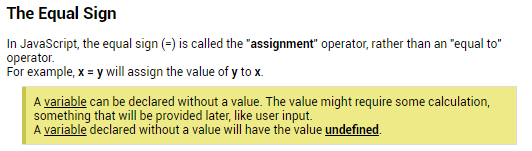 The Equal Sign
In JavaScript, the equal sign (=) is called the "assignment" operator, rather than an "equal to"
operator.
For example, x = y will assign the value of y to x.
A variable can be declared without a value. The value might require some calculation,
something that will be provided later, like user input.
A variable declared without a value will have the value undefined.